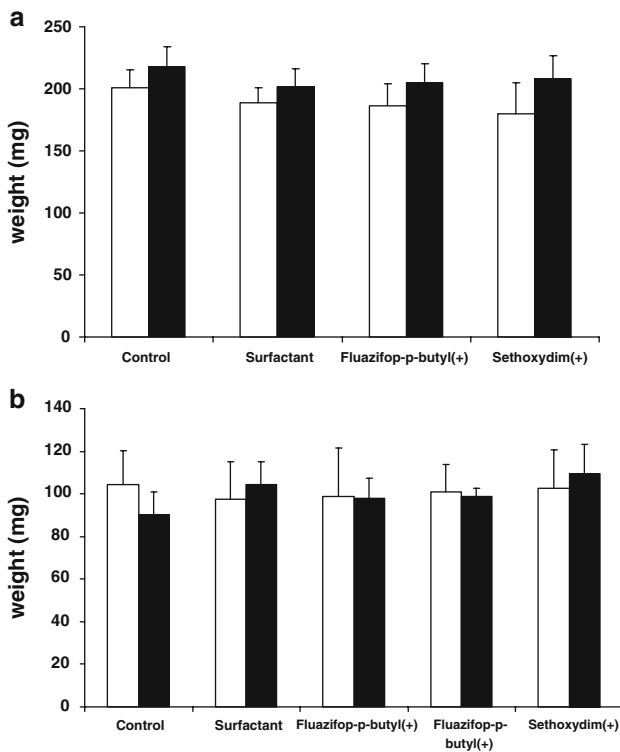 a
250
200
150
100
50
0
weight (mg)
Control Surfactant Fluazifop-p-butyl(+) Sethoxydim(+)
b
140
120
100
80
60
40
20
0
weight (mg)
Control Surfactant Fluazifop-p-butyl(+) Fluazifop-p- Sethoxydim(+)
butyl(+)